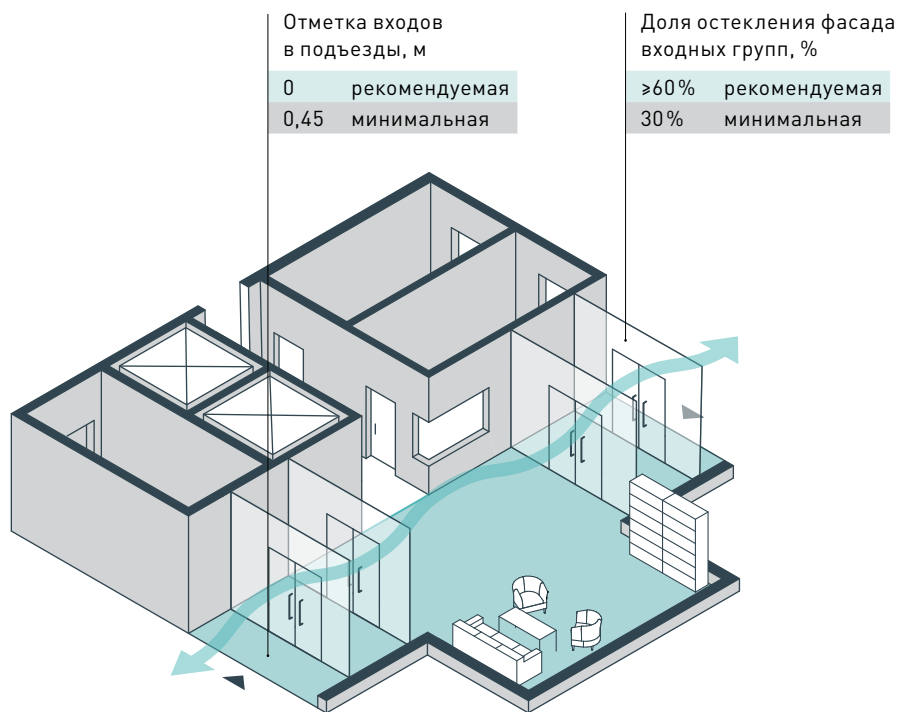 Отметка входов
в подъезды, м
0 рекомендуемая
0,45 минимальная
Доля остекления фасада
входных групп, %
≥60% рекомендуемая
30% минимальная